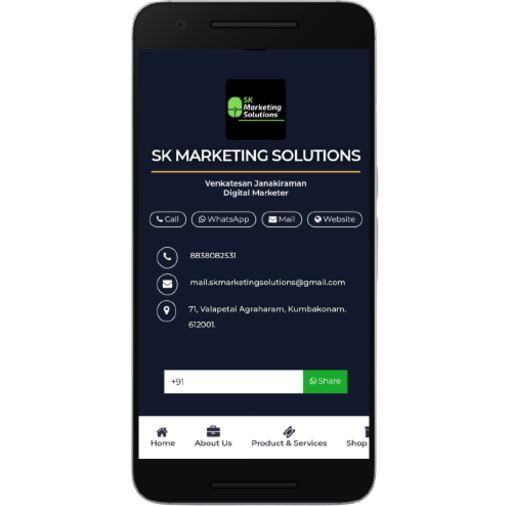 SK
Marketing
Solutions
SK MARKETING SOLUTIONS
Venkatesan Janakiraman
Digital Marketer
Call WhatsApp Mail Website
8838082531
mail.skmarketingsolutions@gmail.com
71, Valapetai Agraharam, Kumbakonam.
612001.
+91 Share
Home About Us Product & Services Shop